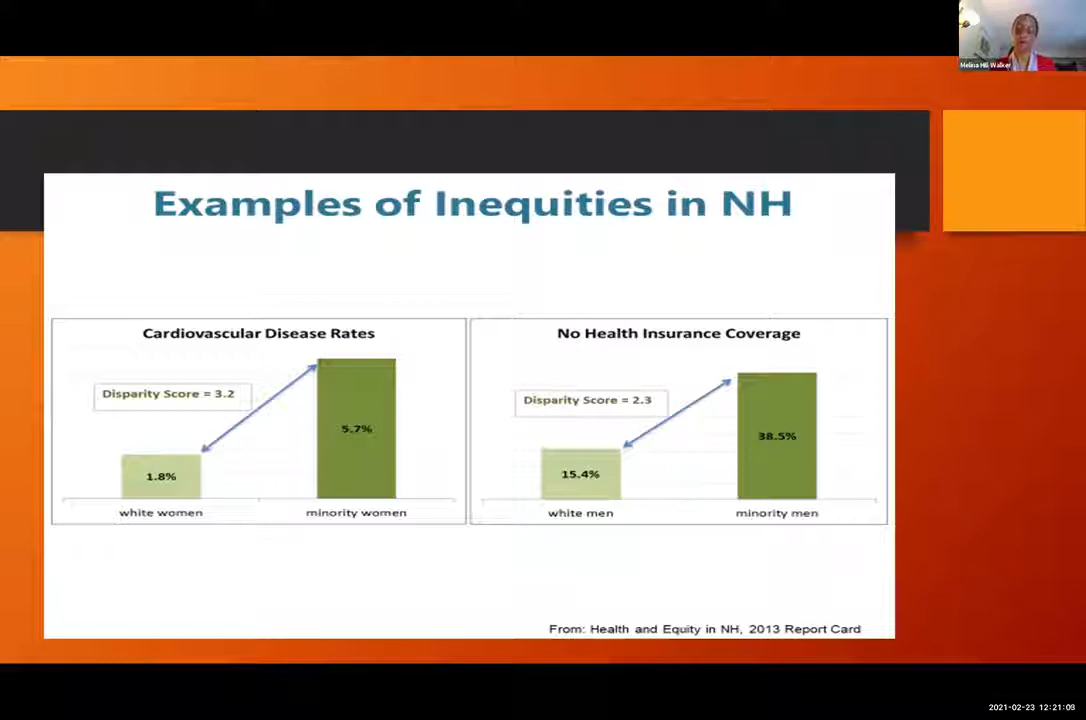 Melina Hill Walker
Examples of Inequities in NH
Cardiovascular Disease Rates
Disparity Score = 3.2
5.7%
1.8%
white women
minority women
No Health Insurance Coverage
Disparity Score = 2.3
38.5%
15.4%
white men
minority men
From: Health and Equity in NH, 2013 Report Card
2021-02-23 12:21:09